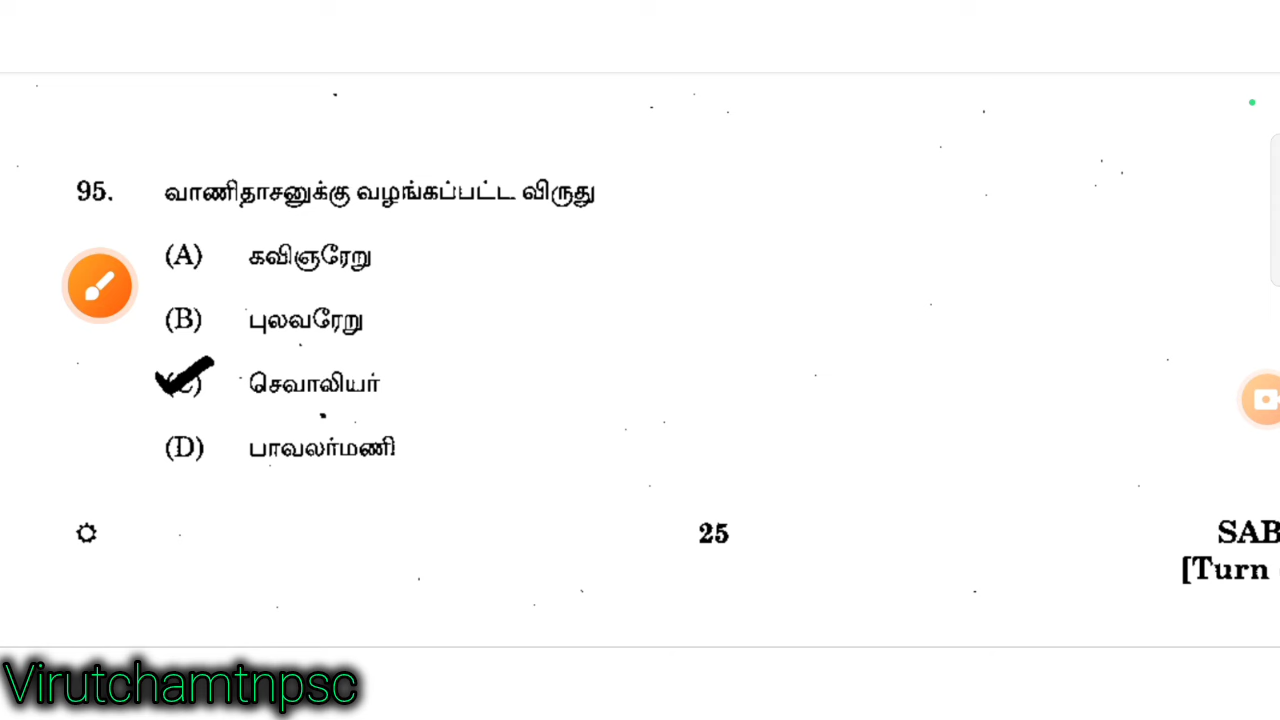 95. வாணிதாசனுக்கு வழங்கப்பட்ட விருது
(A) கவிஞரேறு
(B) புலவரேறு
(C) செவாலியர்
(D) பாவலர்மணி
25
SAB
[Turn
Virutchamtnpsc